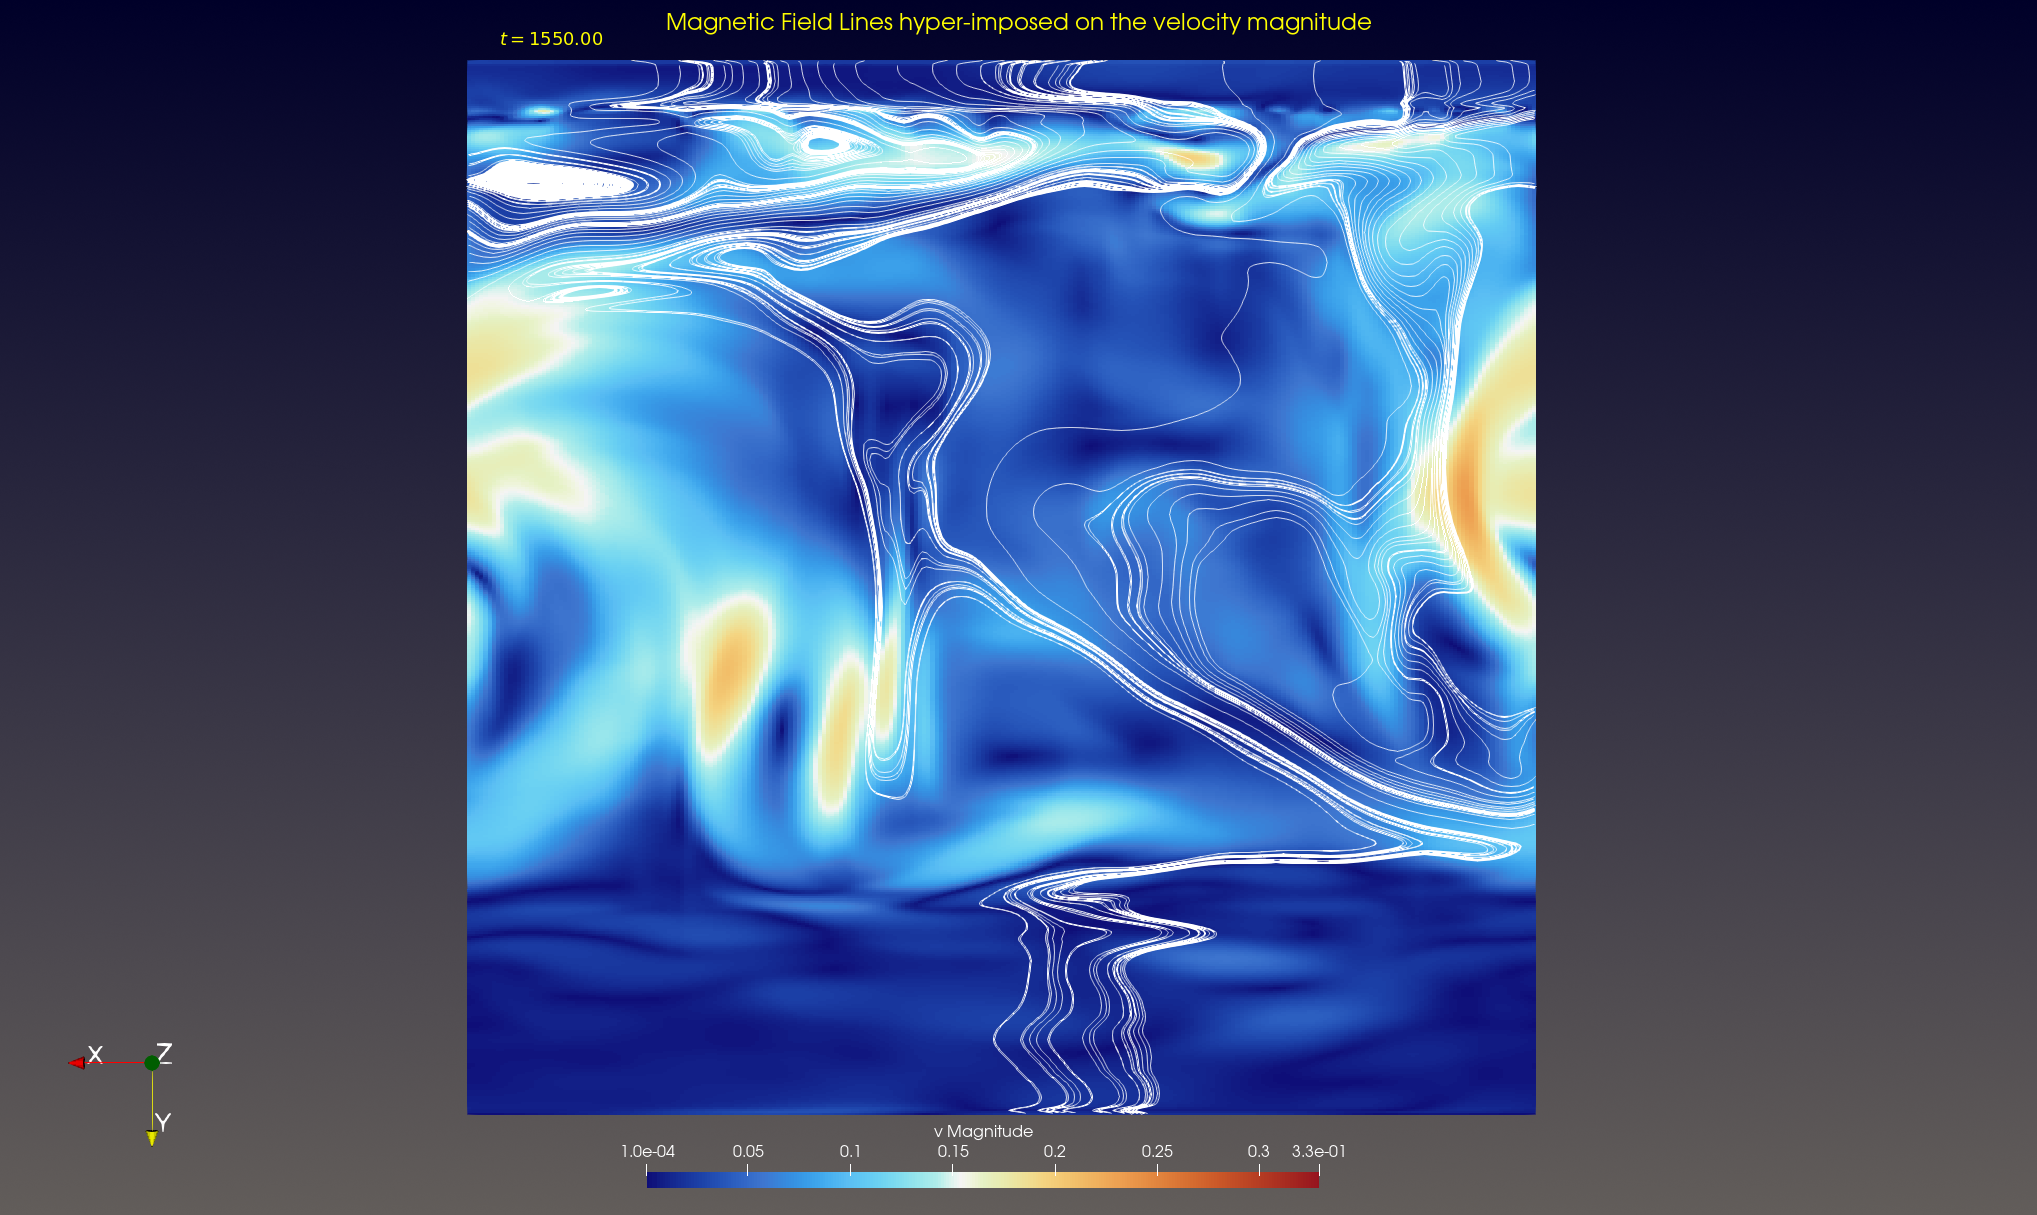 Magnetic Field Lines hyper-imposed on the velocity magnitude
t = 1550.00
X Z
Y
v Magnitude
1.0e-04 0.05 0.1 0.15 0.2 0.25 0.3 3.3e-01